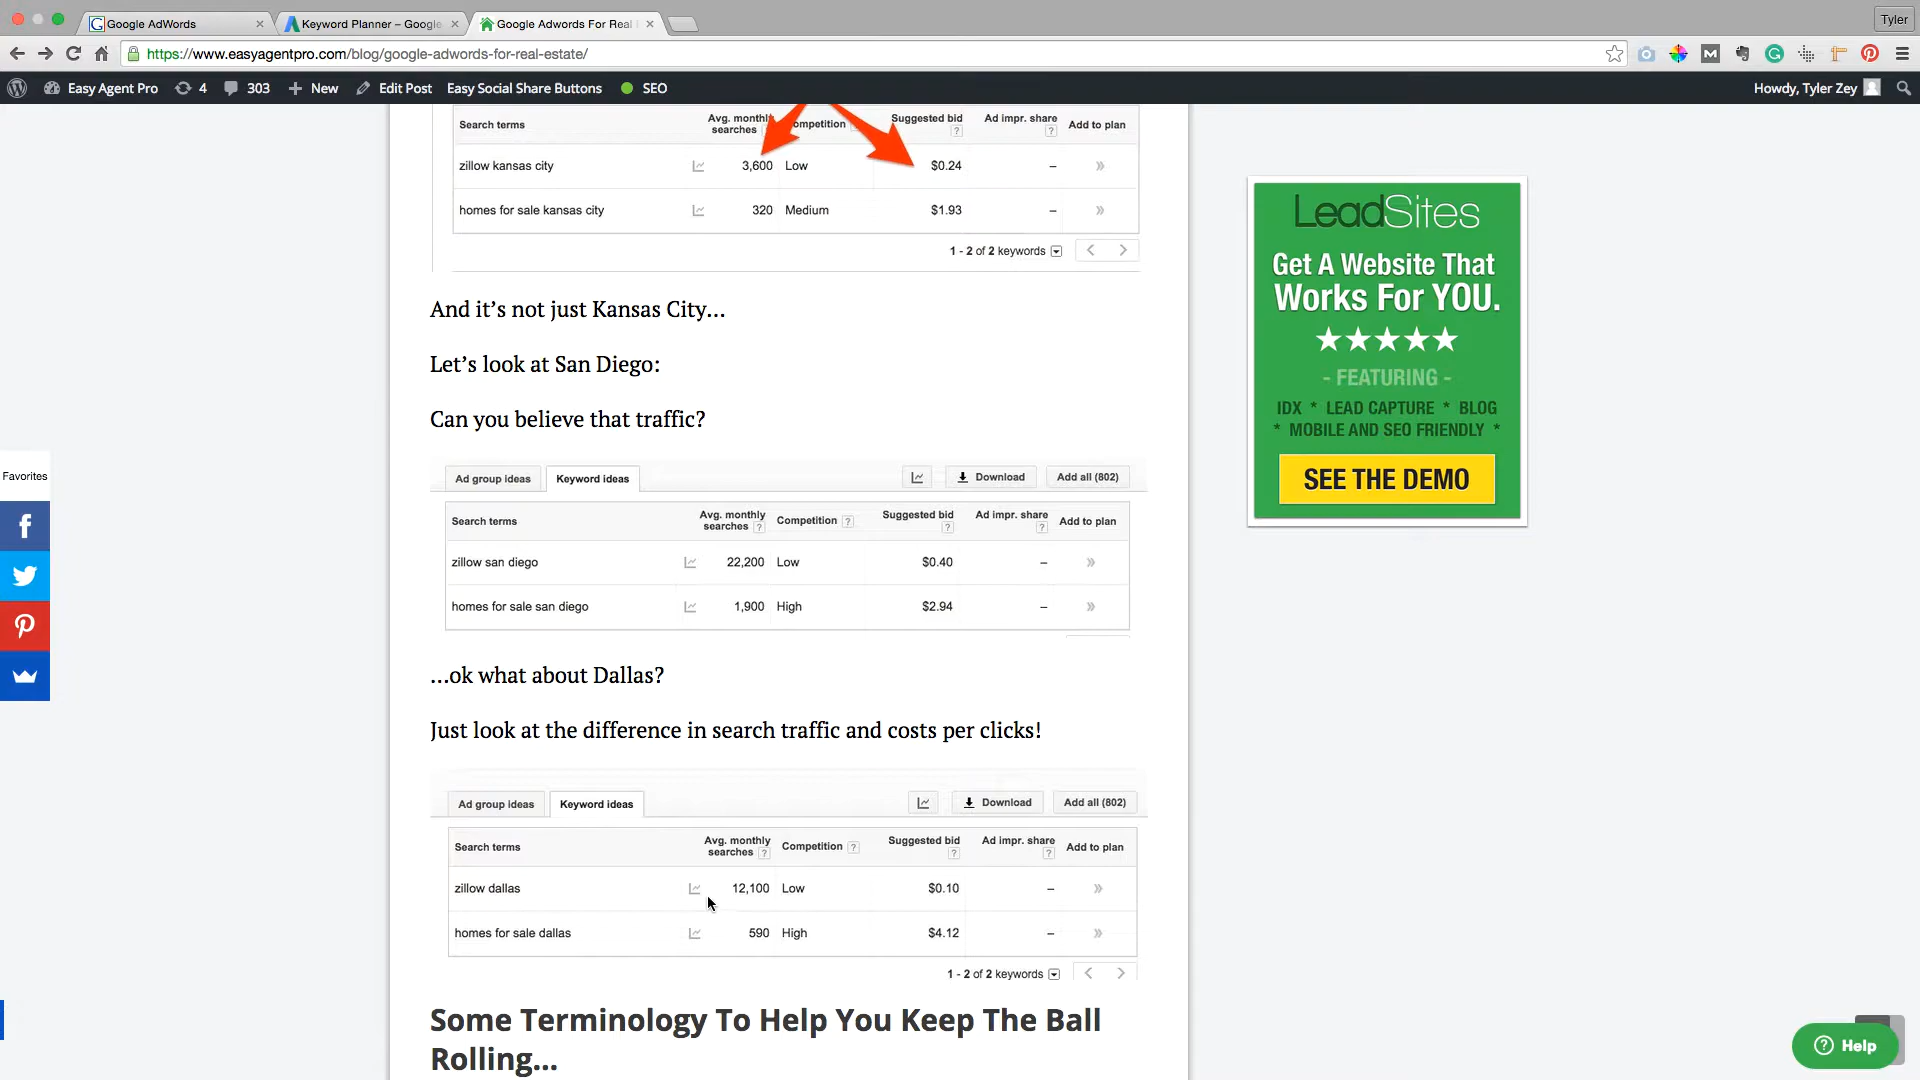 Google AdWords
Keyword Planner – Google
Google Adwords For Real
Tyler
https://www.easyagentpro.com/blog/google-adwords-for-real-estate/
Easy Agent Pro 4 303 New Edit Post Easy Social Share Buttons SEO Howdy, Tyler Zey
Search terms Avg. monthly searches ? ompetition Suggested bid ? Ad impr. share ? Add to plan
zillow kansas city 3,600 Low $0.24 – »
homes for sale kansas city 320 Medium $1.93 – »
1 - 2 of 2 keywords
And it's not just Kansas City…
Let's look at San Diego:
Can you believe that traffic?
Ad group ideas Keyword ideas Download Add all (802)
Search terms Avg. monthly searches ? Competition ? Suggested bid ? Ad impr. share ? Add to plan
zillow san diego 22,200 Low $0.40 – »
homes for sale san diego 1,900 High $2.94 – »
…ok what about Dallas?
Just look at the difference in search traffic and costs per clicks!
Ad group ideas Keyword ideas Download Add all (802)
Search terms Avg. monthly searches ? Competition ? Suggested bid ? Ad impr. share ? Add to plan
zillow dallas 12,100 Low $0.10 – »
homes for sale dallas 590 High $4.12 – »
1 - 2 of 2 keywords
Some Terminology To Help You Keep The Ball
Rolling…
Favorites
LeadSites
Get A Website That
Works For YOU.
- FEATURING -
IDX * LEAD CAPTURE * BLOG
* MOBILE AND SEO FRIENDLY *
SEE THE DEMO
? Help